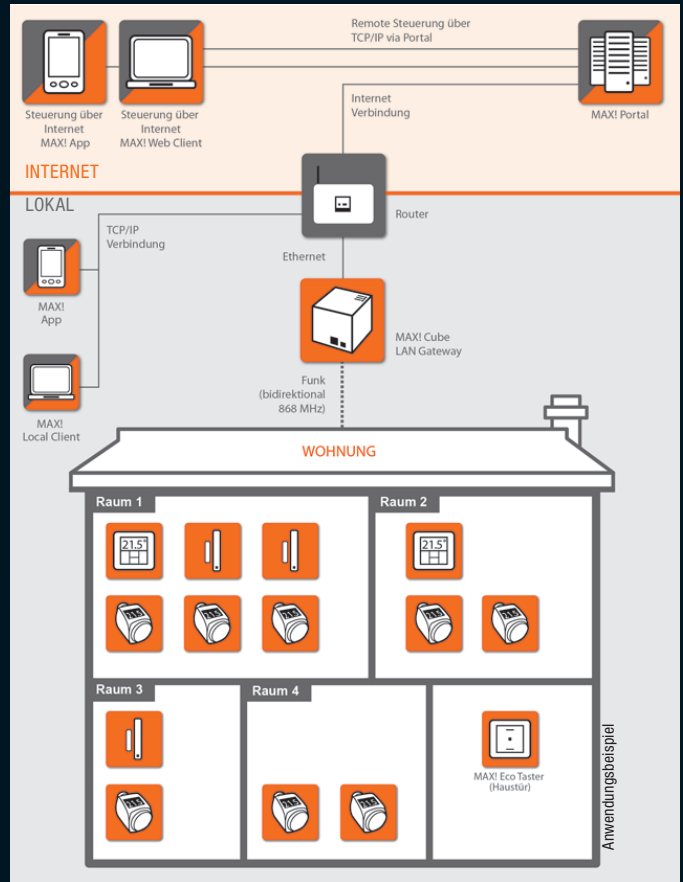 Remote Steuerung über
TCP/IP via Portal
Steuerung über
Internet
MAX! App
Steuerung über
Internet
MAX! Web Client
Internet
Verbindung
MAX! Portal
INTERNET
LOKAL
Router
TCP/IP
Verbindung
Ethernet
MAX!
App
MAX! Cube
LAN Gateway
MAX!
Local Client
Funk
(bidirektional
868 MHz)
WOHNUNG
Raum 1
Raum 2
21.5°
21.5°
Raum 3
Raum 4
MAX! Eco Taster
(Haustür)
Anwendungsbeispiel